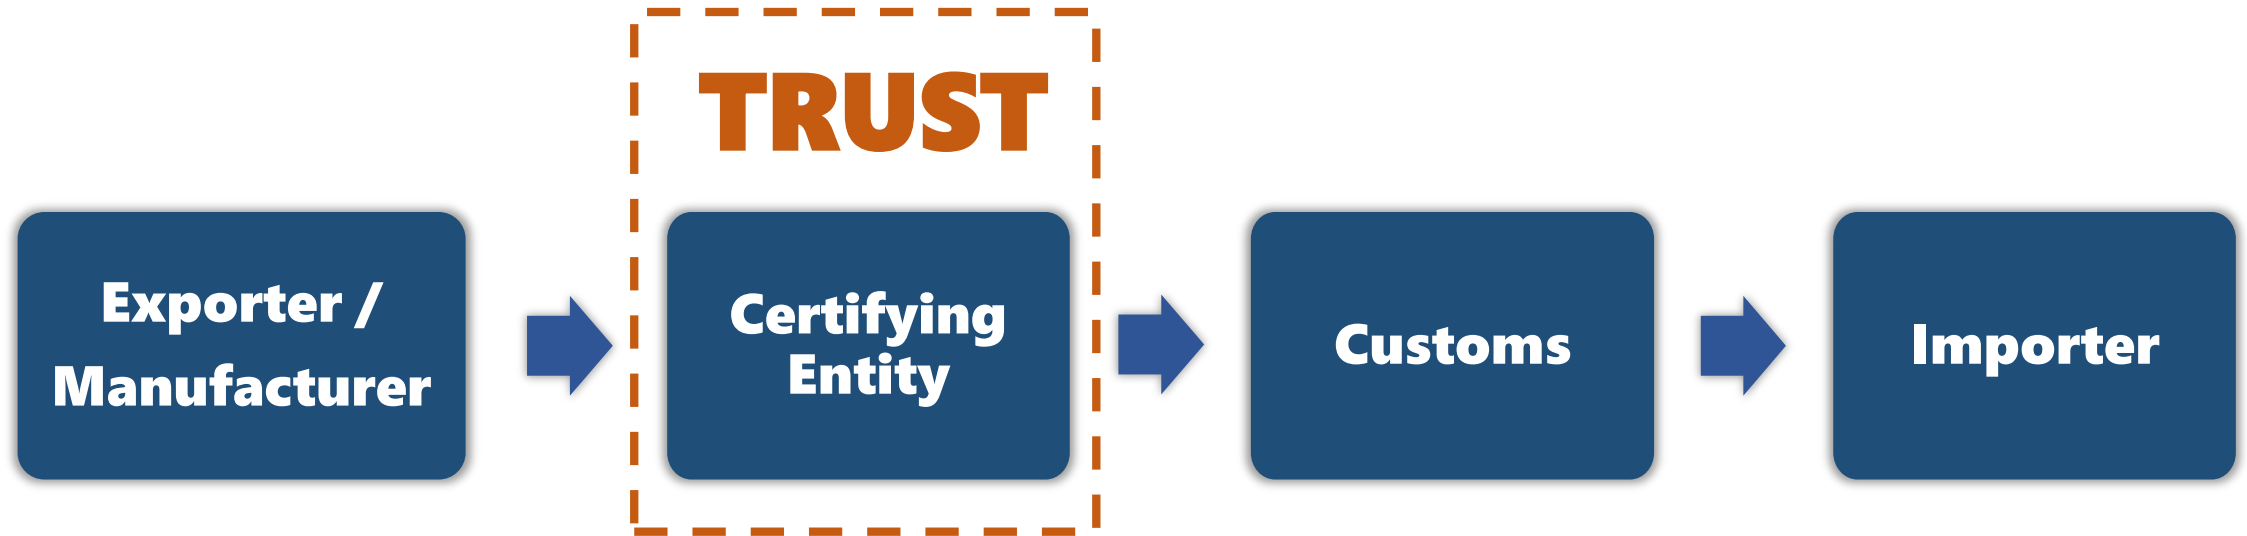 TRUST
Exporter /
Manufacturer
Certifying
Entity
Customs
Importer